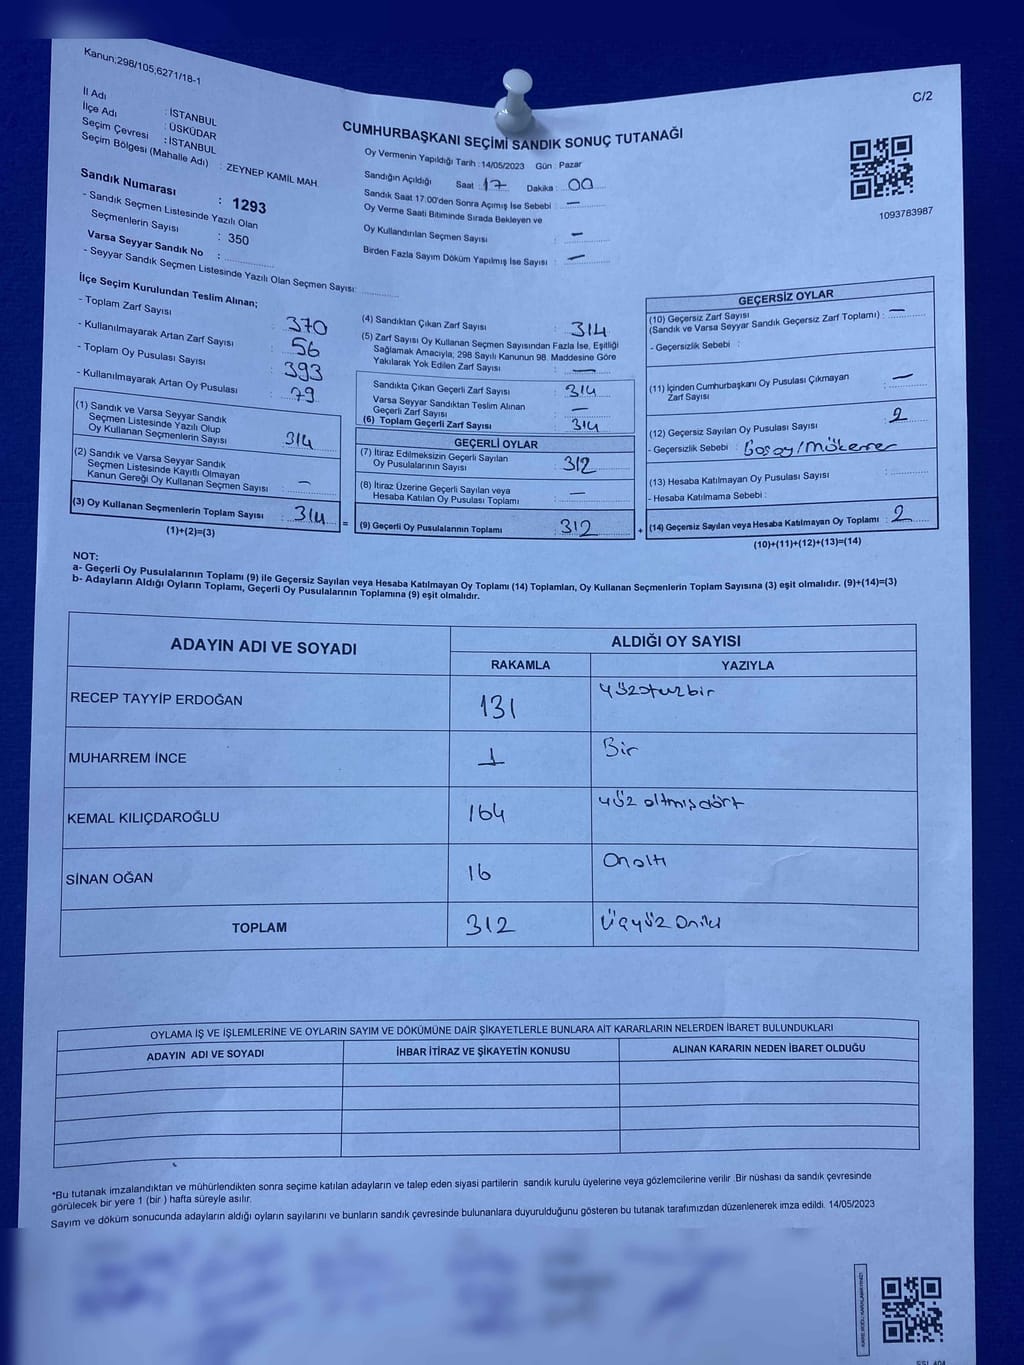 Kanun;298/105;6271/18-1
C/2
İl Adı : İSTANBUL
İlçe Adı : ÜSKÜDAR
Seçim Çevresi : İSTANBUL
Seçim Bölgesi (Mahalle Adı) : ZEYNEP KAMİL MAH.
CUMHURBAŞKANI SEÇİMİ SANDIK SONUÇ TUTANAĞI
Oy Vermenin Yapıldığı Tarih : 14/05/2023 Gün : Pazar
Sandığın Açıldığı Saat : 17 Dakika : 00
Sandık Saat 17:00'den Sonra Açımış İse Sebebi : —
Oy Verme Saati Bitiminde Sırada Bekleyen ve
Oy Kullandırılan Seçmen Sayısı : —
Birden Fazla Sayım Döküm Yapılmış İse Sayısı : —
1093783987
Sandık Numarası : 1293
- Sandık Seçmen Listesinde Yazılı Olan
Seçmenlerin Sayısı : 350
Varsa Seyyar Sandık No :
- Seyyar Sandık Seçmen Listesinde Yazılı Olan Seçmen Sayısı:
İlçe Seçim Kurulundan Teslim Alınan;
- Toplam Zarf Sayısı : 370
- Kullanılmayarak Artan Zarf Sayısı : 56
- Toplam Oy Pusulası Sayısı : 393
- Kullanılmayarak Artan Oy Pusulası : 79
(1) Sandık ve Varsa Seyyar Sandık
Seçmen Listesinde Yazılı Olup
Oy Kullanan Seçmenlerin Sayısı : 314
(2) Sandık ve Varsa Seyyar Sandık
Seçmen Listesinde Kayıtlı Olmayan
Kanun Gereği Oy Kullanan Seçmen Sayısı : —
(3) Oy Kullanan Seçmenlerin Toplam Sayısı : 314
(1)+(2)=(3)
=
(4) Sandıktan Çıkan Zarf Sayısı : 314
(5) Zarf Sayısı Oy Kullanan Seçmen Sayısından Fazla İse, Eşitliği
Sağlamak Amacıyla; 298 Sayılı Kanunun 98. Maddesine Göre
Yakılarak Yok Edilen Zarf Sayısı : —
Sandıkta Çıkan Geçerli Zarf Sayısı : 314
Varsa Seyyar Sandıktan Teslim Alınan
Geçerli Zarf Sayısı : —
(6) Toplam Geçerli Zarf Sayısı : 314
GEÇERLİ OYLAR
(7) İtiraz Edilmeksizin Geçerli Sayılan
Oy Pusulalarının Sayısı : 312
(8) İtiraz Üzerine Geçerli Sayılan veya
Hesaba Katılan Oy Pusulası Toplamı : —
(9) Geçerli Oy Pusulalarının Toplamı : 312
+
GEÇERSİZ OYLAR
(10) Geçersiz Zarf Sayısı
(Sandık ve Varsa Seyyar Sandık Geçersiz Zarf Toplamı) : —
- Geçersizlik Sebebi :
(11) İçinden Cumhurbaşkanı Oy Pusulası Çıkmayan
Zarf Sayısı : —
(12) Geçersiz Sayılan Oy Pusulası Sayısı : 2
- Geçersizlik Sebebi : Boş oy/Mükerrer
(13) Hesaba Katılmayan Oy Pusulası Sayısı :
- Hesaba Katılmama Sebebi :
(14) Geçersiz Sayılan veya Hesaba Katılmayan Oy Toplamı : 2
(10)+(11)+(12)+(13)=(14)
NOT:
a- Geçerli Oy Pusulalarının Toplamı (9) ile Geçersiz Sayılan veya Hesaba Katılmayan Oy Toplamı (14) Toplamları, Oy Kullanan Seçmenlerin Toplam Sayısına (3) eşit olmalıdır. (9)+(14)=(3)
b- Adayların Aldığı Oyların Toplamı, Geçerli Oy Pusulalarının Toplamına (9) eşit olmalıdır.
ADAYIN ADI VE SOYADI ALDIĞI OY SAYISI
RAKAMLA YAZIYLA
RECEP TAYYİP ERDOĞAN 131 yüzotuzbir
MUHARREM İNCE 1 Bir
KEMAL KILIÇDAROĞLU 164 yüz altmışdört
SİNAN OĞAN 16 Onaltı
TOPLAM 312 Üçyüz Oniki
OYLAMA İŞ VE İŞLEMLERİNE VE OYLARIN SAYIM VE DÖKÜMÜNE DAİR ŞİKAYETLERLE BUNLARA AİT KARARLARIN NELERDEN İBARET BULUNDUKLARI
ADAYIN ADI VE SOYADI İHBAR İTİRAZ VE ŞİKAYETİN KONUSU ALINAN KARARIN NEDEN İBARET OLDUĞU
*Bu tutanak imzalandıktan ve mühürlendikten sonra seçime katılan adayların ve talep eden siyasi partilerin sandık kurulu üyelerine veya gözlemcilerine verilir .Bir nüshası da sandık çevresinde
görülecek bir yere 1 (bir ) hafta süreyle asılır.
Sayım ve döküm sonucunda adayların aldığı oyların sayılarını ve bunların sandık çevresinde bulunanlara duyurulduğunu gösteren bu tutanak tarafımızdan düzenlenerek imza edildi. 14/05/2023